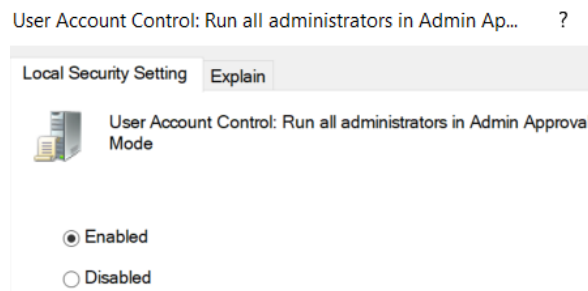 User Account Control: Run all administrators in Admin Ap... ?
Local Security Setting Explain
User Account Control: Run all administrators in Admin Approva
Mode
Enabled
Disabled